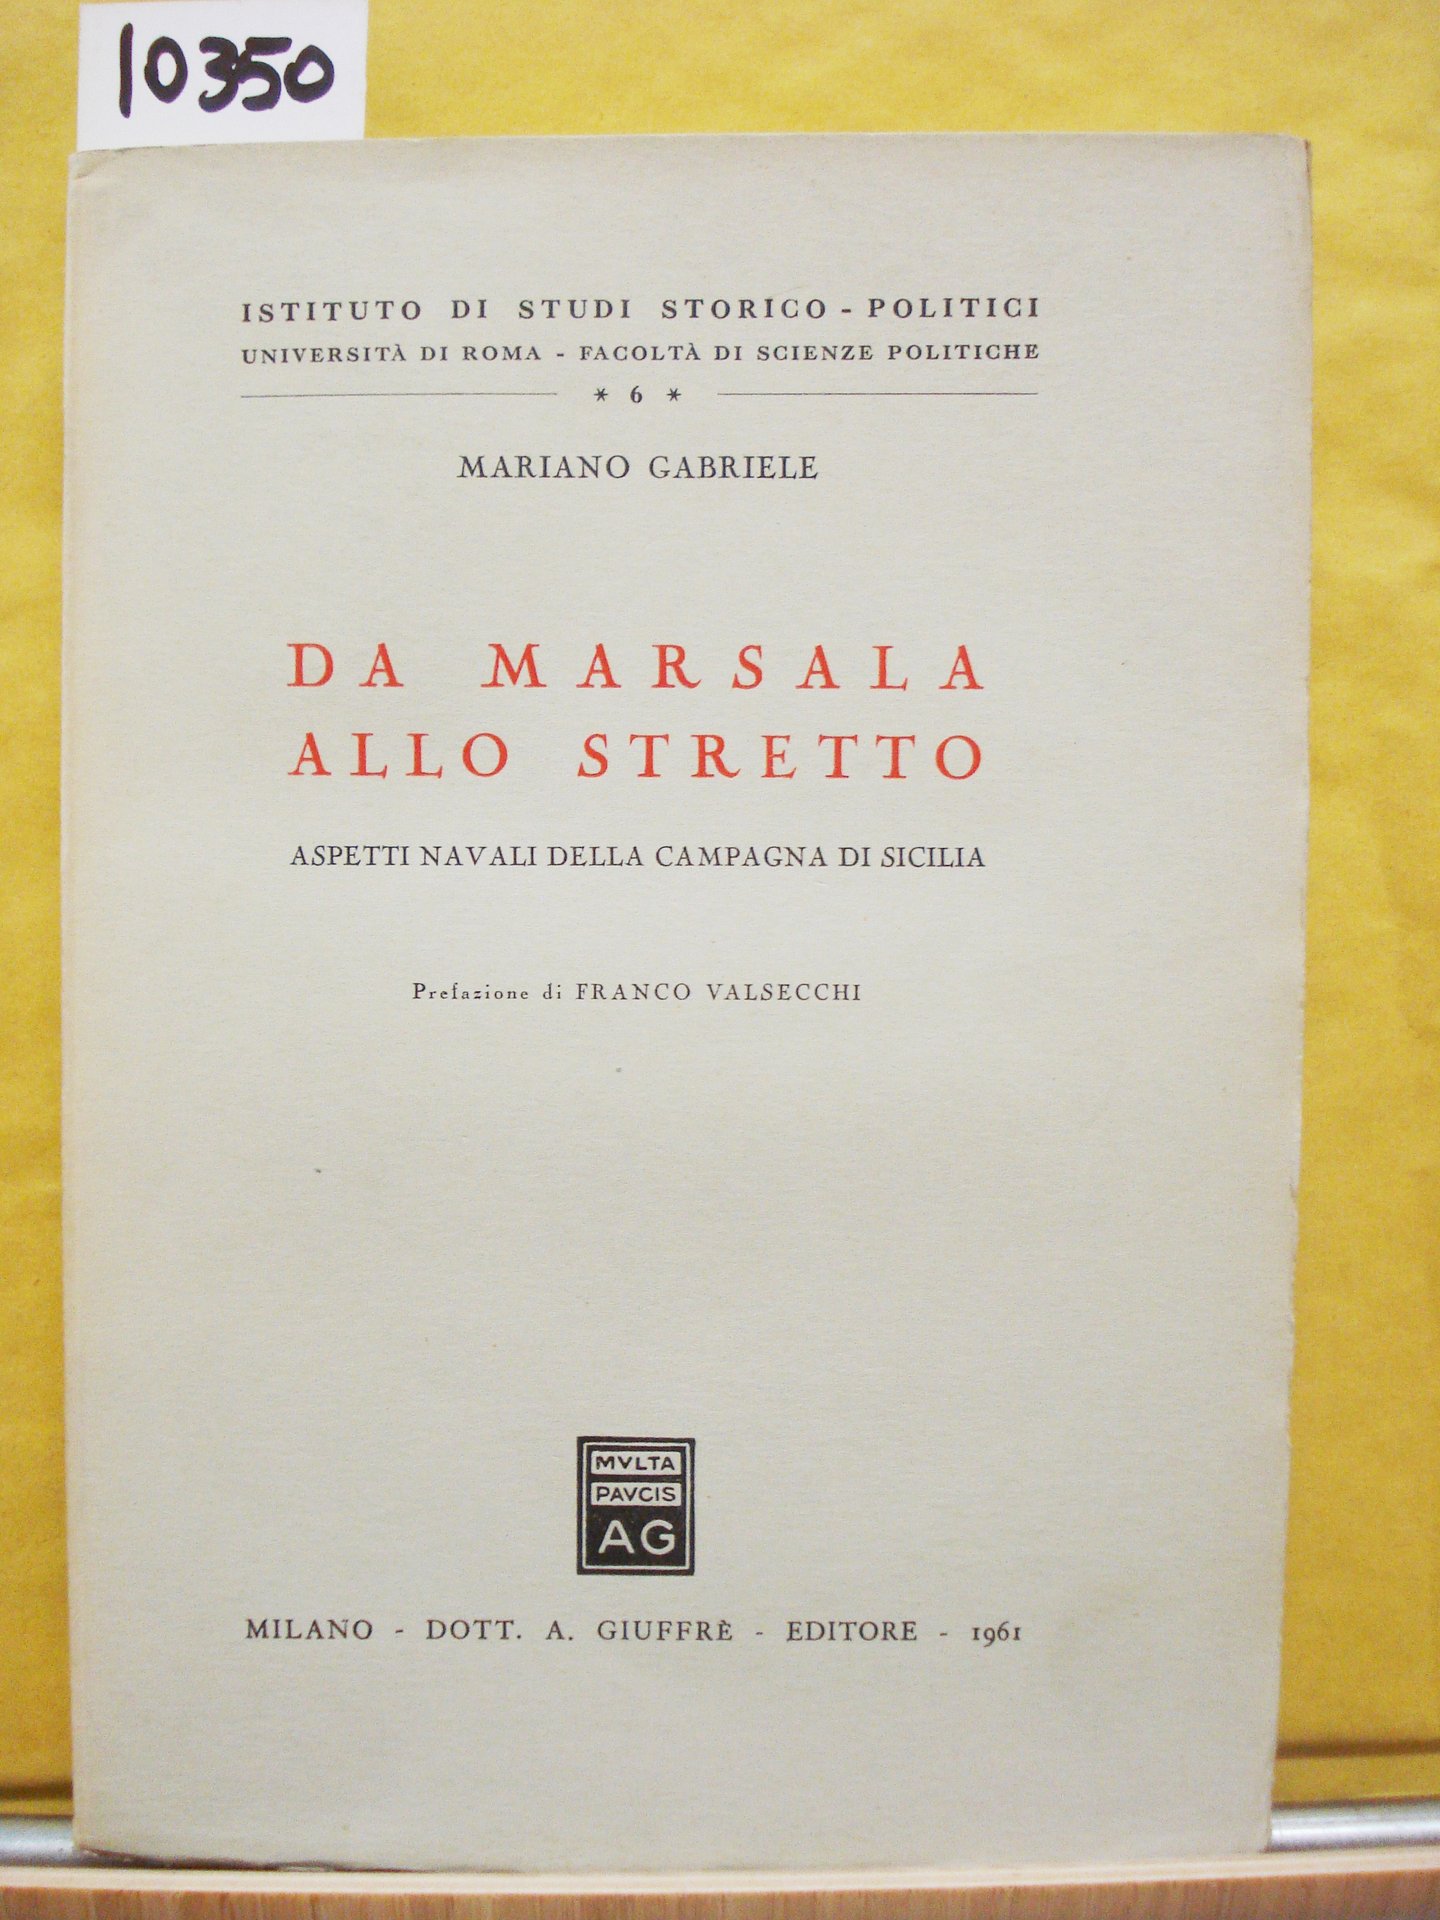 10350
ISTITUTO DI STUDI STORICO - POLITICI
UNIVERSITÀ DI ROMA - FACOLTÀ DI SCIENZE POLITICHE
* 6 *
MARIANO GABRIELE
DA MARSALA
ALLO STRETTO
ASPETTI NAVALI DELLA CAMPAGNA DI SICILIA
Prefazione di FRANCO VALSECCHI
MVLTA
PAVCIS
AG
MILANO - DOTT. A. GIUFFRÈ - EDITORE - 1961